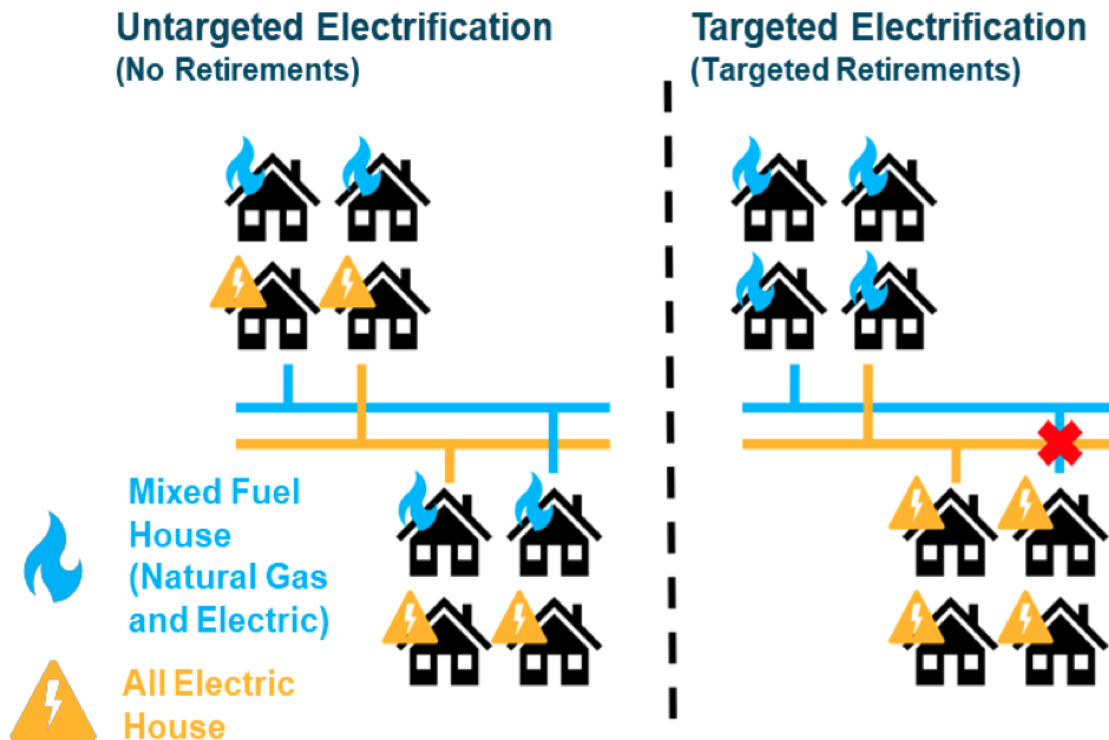 Untargeted Electrification
(No Retirements)
Targeted Electrification
(Targeted Retirements)
Mixed Fuel
House
(Natural Gas
and Electric)
All Electric
House